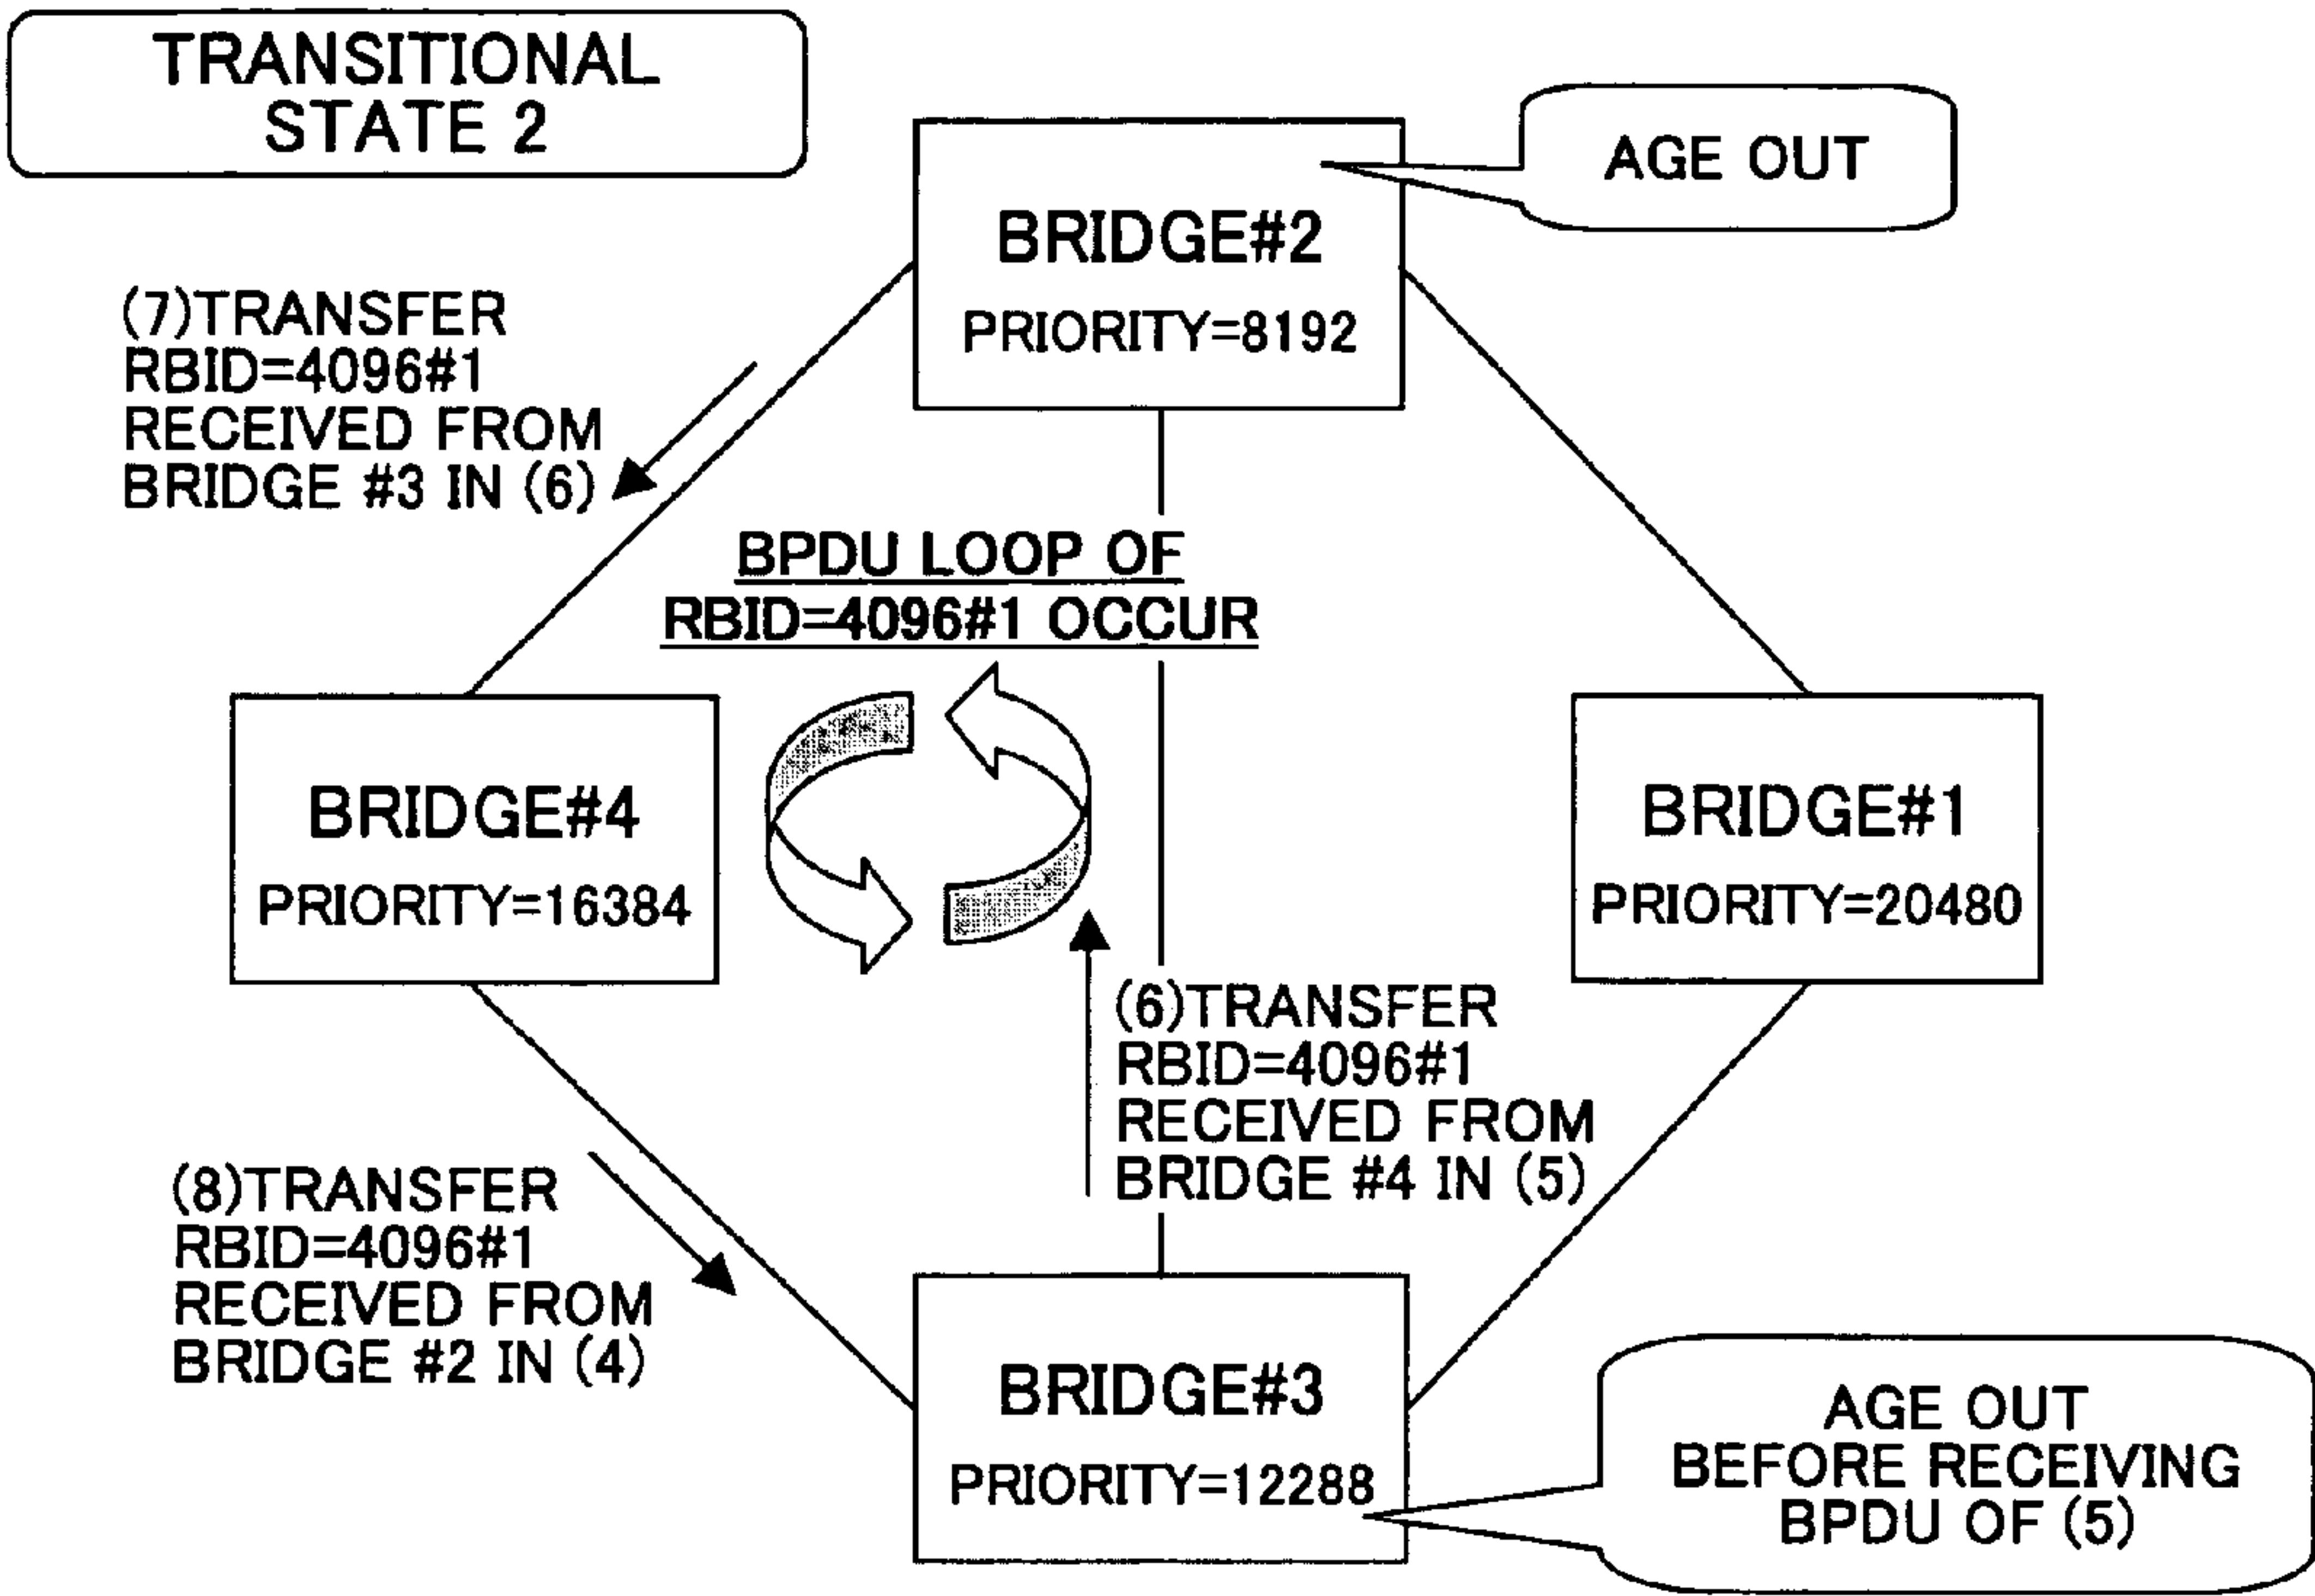 TRANSITIONAL
STATE 2
AGE OUT
BRIDGE#2
PRIORITY=8192
(7)TRANSFER
RBID=4096#1
RECEIVED FROM
BRIDGE #3 IN (6)
BPDU LOOP OF
RBID=4096#1 OCCUR
BRIDGE#4
PRIORITY=16384
BRIDGE#1
PRIORITY=20480
(6)TRANSFER
RBID=4096#1
RECEIVED FROM
BRIDGE #4 IN (5)
(8)TRANSFER
RBID=4096#1
RECEIVED FROM
BRIDGE #2 IN (4)
BRIDGE#3
PRIORITY=12288
AGE OUT
BEFORE RECEIVING
BPDU OF (5)